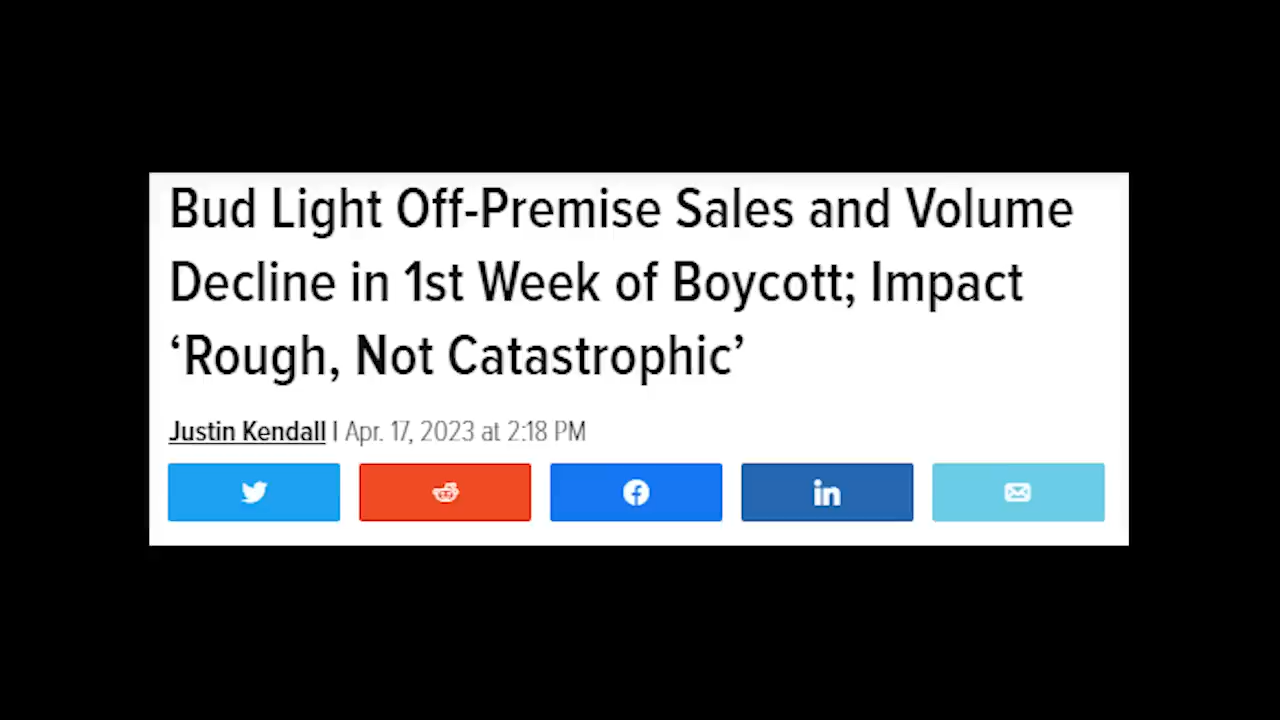 Bud Light Off-Premise Sales and Volume
Decline in 1st Week of Boycott; Impact
‘Rough, Not Catastrophic’
Justin Kendall | Apr. 17, 2023 at 2:18 PM
in